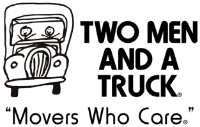 TWO MEN
AND A
TRUCK®
“Movers Who Care®”